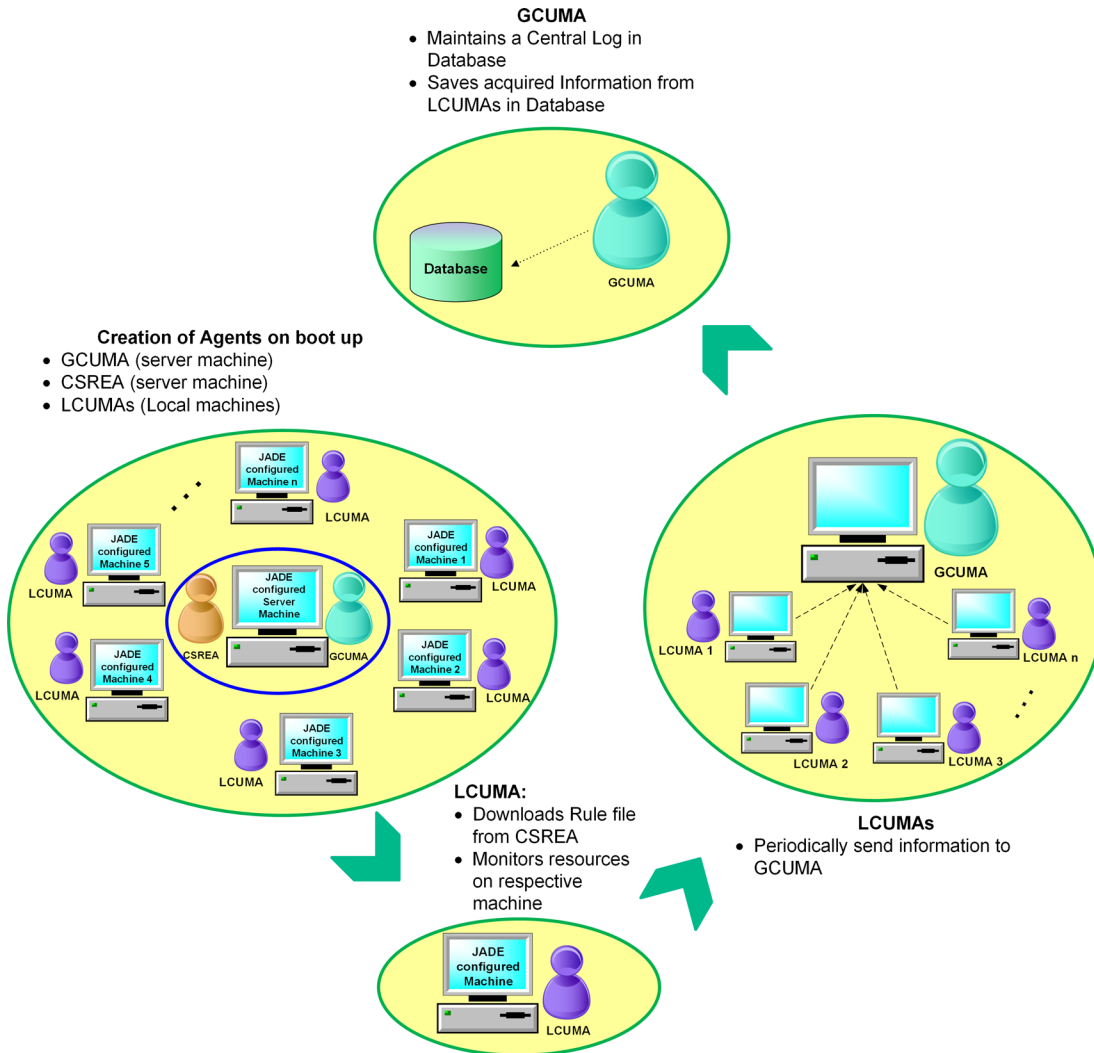 GCUMA
• Maintains a Central Log in
Database
• Saves acquired Information from
LCUMAs in Database
Database
GCUMA
Creation of Agents on boot up
• GCUMA (server machine)
• CSREA (server machine)
• LCUMAs (Local machines)
JADE
configured
Machine n
LCUMA
JADE
configured
Machine 5
LCUMA
JADE
configured
Machine 1
LCUMA
JADE
configured
Server
Machine
CSREA
GCUMA
JADE
configured
Machine 4
LCUMA
JADE
configured
Machine 2
LCUMA
JADE
configured
Machine 3
LCUMA
LCUMA:
• Downloads Rule file
from CSREA
• Monitors resources
on respective
machine
JADE
configured
Machine
LCUMA
GCUMA
LCUMA 1
LCUMA n
LCUMA 2
LCUMA 3
LCUMAs
• Periodically send information to
GCUMA